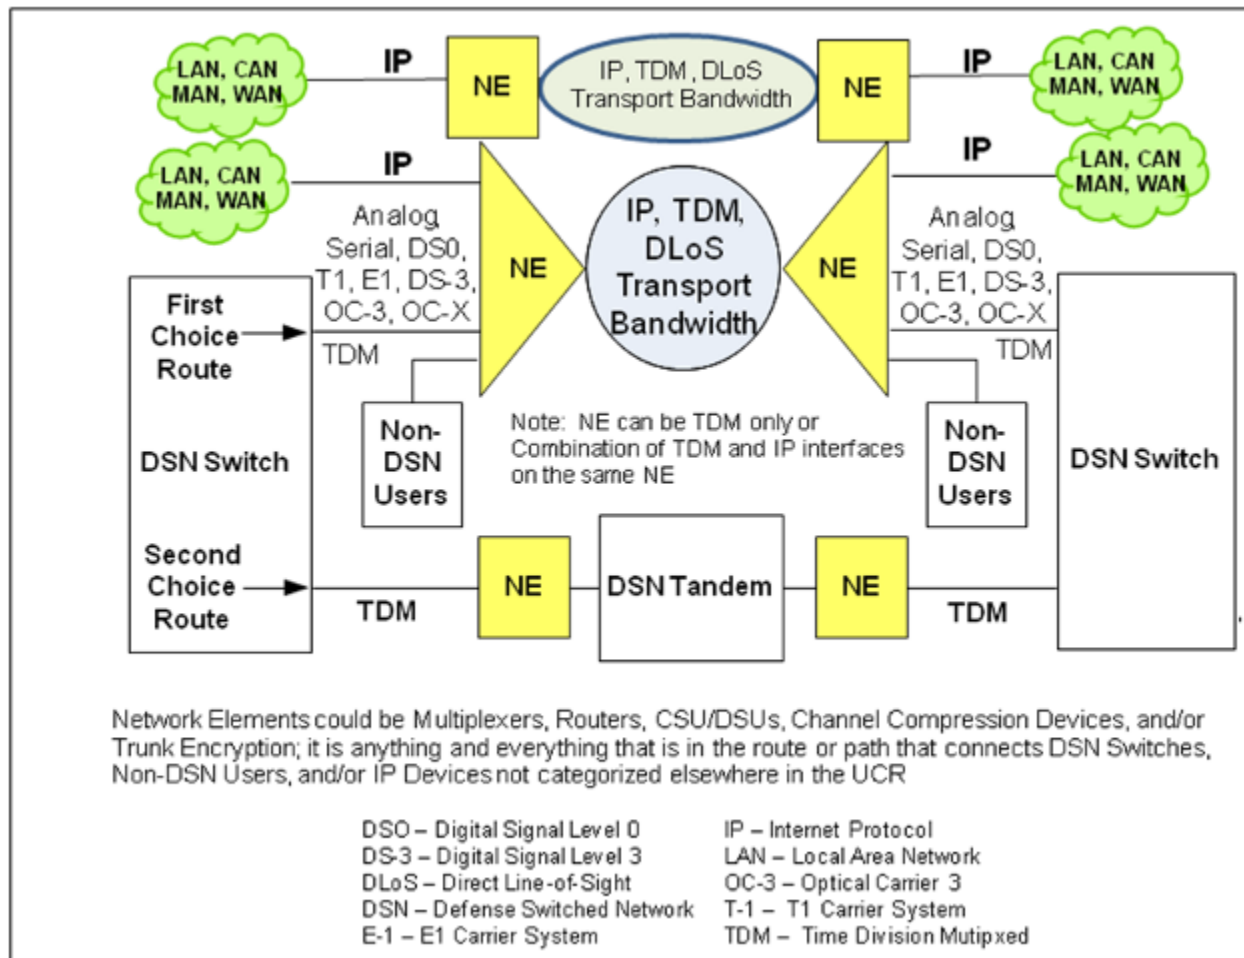 LAN, CAN
MAN, WAN
IP
NE
IP, TDM, DLoS
Transport Bandwidth
NE
IP
LAN, CAN
MAN, WAN
LAN, CAN
MAN, WAN
IP
IP
LAN, CAN
MAN, WAN
Analog,
Serial, DS0,
T1, E1, DS-3,
OC-3, OC-X
TDM
NE
IP, TDM,
DLoS
Transport
Bandwidth
NE
Analog,
Serial, DS0,
T1, E1, DS-3,
OC-3, OC-X
TDM
First
Choice
Route
DSN Switch
Second
Choice
Route
Non-
DSN
Users
Note: NE can be TDM only or
Combination of TDM and IP interfaces
on the same NE
Non-
DSN
Users
DSN Switch
TDM
NE
DSN Tandem
NE
TDM
Network Elements could be Multiplexers, Routers, CSU/DSUs, Channel Compression Devices, and/or
Trunk Encryption; it is anything and everything that is in the route or path that connects DSN Switches,
Non-DSN Users, and/or IP Devices not categorized elsewhere in the UCR
DSO – Digital Signal Level 0
DS-3 – Digital Signal Level 3
DLoS – Direct Line-of-Sight
DSN – Defense Switched Network
E-1 – E1 Carrier System
IP – Internet Protocol
LAN – Local Area Network
OC-3 – Optical Carrier 3
T-1 – T1 Carrier System
TDM – Time Division Mutipxed